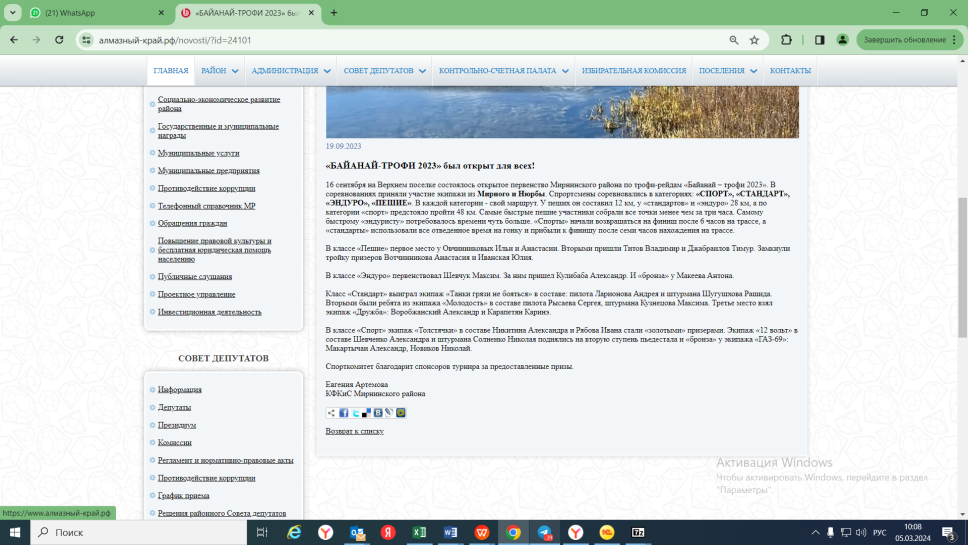 (21) WhatsApp
«БАЙАНАЙ-ТРОФИ 2023» бы
алмазный-край.рф/novosti/?id=24101
Завершить обновление
ГЛАВНАЯ РАЙОН АДМИНИСТРАЦИЯ СОВЕТ ДЕПУТАТОВ КОНТРОЛЬНО-СЧЕТНАЯ ПАЛАТА ИЗБИРАТЕЛЬНАЯ КОМИССИЯ ПОСЕЛЕНИЯ КОНТАКТЫ
Социально-экономическое развитие
района
Государственные и муниципальные
награды
Муниципальные услуги
Муниципальные предприятия
Противодействие коррупции
Телефонный справочник МР
Обращения граждан
Повышение правовой культуры и
бесплатная юридическая помощь
населению
Публичные слушания
Проектное управление
Инвестиционная деятельность
СОВЕТ ДЕПУТАТОВ
Информация
Депутаты
Президиум
Комиссии
Регламент и нормативно-правовые акты
Противодействие коррупции
График приема
Решения районного Совета депутатов
19.09.2023
«БАЙАНАЙ-ТРОФИ 2023» был открыт для всех!
16 сентября на Верхнем поселке состоялось открытое первенство Мирнинского района по трофи-рейдам «Байанай – трофи 2023». В
соревнованиях приняли участие экипажи из Мирного и Нюрбы. Спортсмены соревновались в категориях: «СПОРТ», «СТАНДАРТ»,
«ЭНДУРО», «ПЕШИЕ». В каждой категории - свой маршрут. У пеших он составил 12 км, у «стандартов» и «эндуро» 28 км, а по
категории «спорт» предстояло пройти 48 км. Самые быстрые пешие участники собрали все точки менее чем за три часа. Самому
быстрому «эндуристу» потребовалось времени чуть больше. «Спорты» начали возвращаться на финиш после 6 часов на трассе, а
«стандарты» использовали все отведенное время на гонку и прибыли к финишу после семи часов нахождения на трассе.
В классе «Пешие» первое место у Овчинниковых Ильи и Анастасии. Вторыми пришли Титов Владимир и Джабраилов Тимур. Замкнули
тройку призеров Вотчинникова Анастасия и Иванская Юлия.
В классе «Эндуро» первенствовал Шевчук Максим. За ним пришел Кулибаба Александр. И «бронза» у Макеева Антона.
Класс «Стандарт» выиграл экипаж «Танки грязи не бояться» в составе: пилота Ларионова Андрея и штурмана Шугушхова Рашида.
Вторыми были ребята из экипажа «Молодость» в составе пилота Рысаева Сергея, штурмана Кузнецова Максима. Третье место взял
экипаж «Дружба»: Воробжанский Александр и Карапетян Каринэ.
В классе «Спорт» экипаж «Толстячки» в составе Никитина Александра и Рябова Ивана стали «золотыми» призерами. Экипаж «12 вольт» в
составе Шевченко Александра и штурмана Солненко Николая поднялись на вторую ступень пьедестала и «бронза» у экипажа «ГАЗ-69»:
Макартычан Александр, Новиков Николай.
Спорткомитет благодарит спонсоров турнира за предоставленные призы.
Евгения Артемова
КФКиС Мирнинского района
Возврат к списку
Активация Windows
Чтобы активировать Windows, перейдите в раздел
"Параметры".
https://www.алмазный-край.рф
Поиск
РУС
10:08
05.03.2024